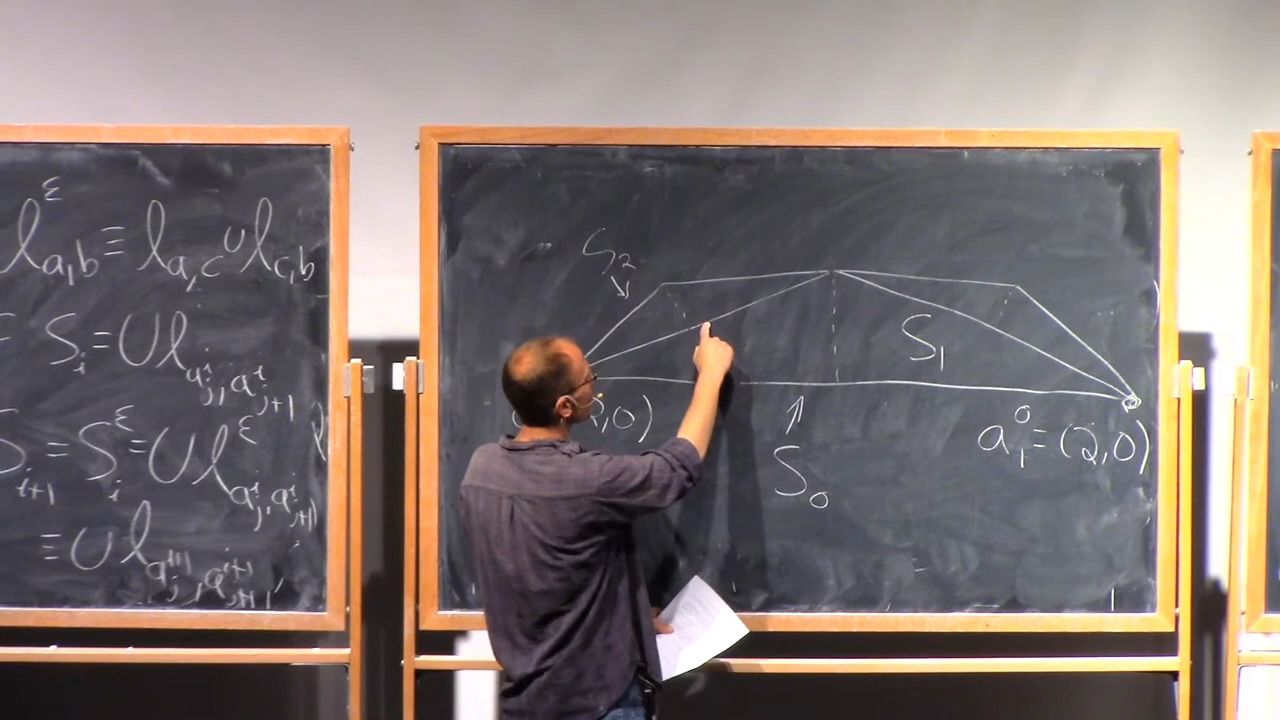 l^ε_{a,b} ≡ l_{a,c} ∪ l_{c,b}
S_i = ∪ l_{a^i_j, a^i_{j+1}}
S_{i+1} = S_i^ε = ∪ l^ε_{a^i_j, a^i_{j+1}}
≡ ∪ l_{a^{i+1}_j, a^{i+1}_{j+1}}
S_2
S_1
,0)
a^0_1 = (2,0)
S_0